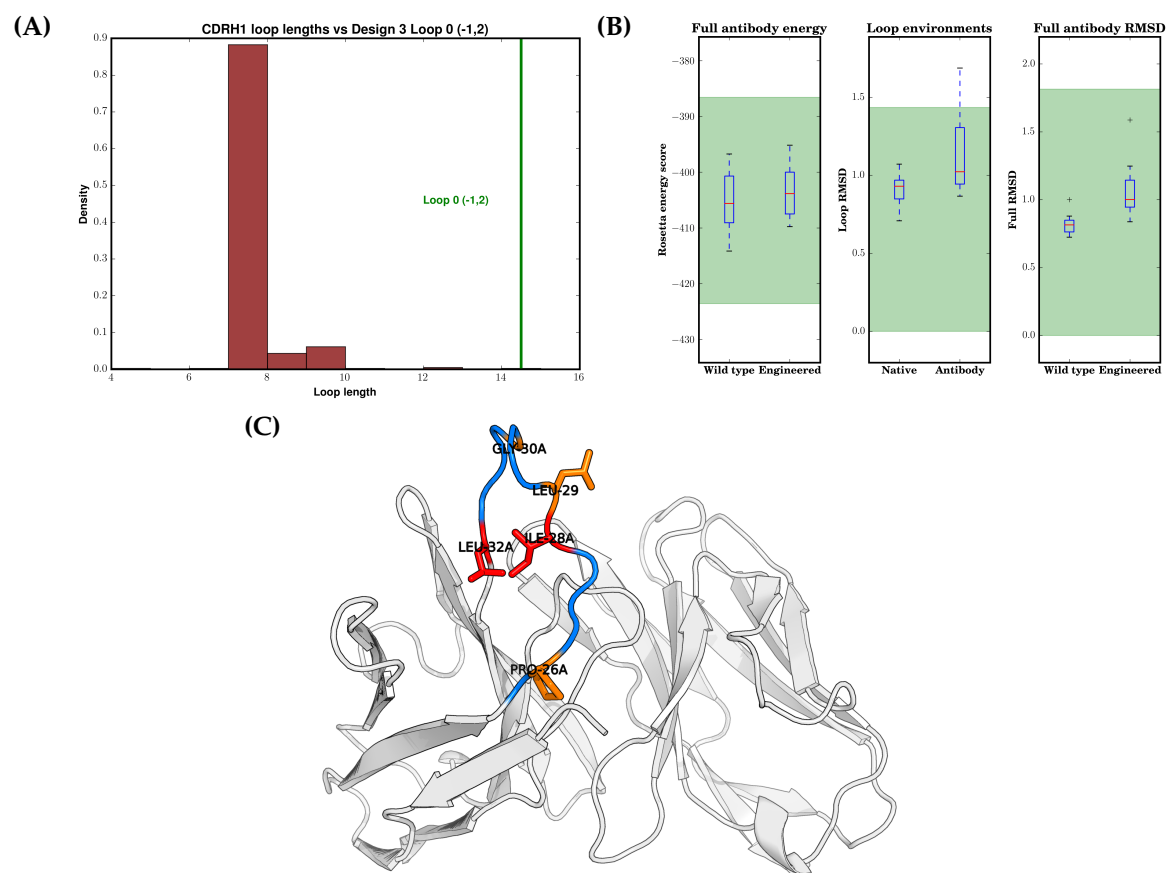 (A)
CDRH1 loop lengths vs Design 3 Loop 0 (-1,2)
0.9
0.8
0.7
0.6
0.5
0.4
0.3
0.2
0.1
0.0
Density
Loop 0 (-1,2)
4
6
8
10
12
14
16
Loop length
(B)
Full antibody energy
−380
−390
−400
−410
−420
−430
Rosetta energy score
Wild type Engineered
Loop environments
1.5
1.0
0.5
0.0
Loop RMSD
Native Antibody
Full antibody RMSD
2.0
1.5
1.0
0.5
0.0
Full RMSD
Wild type Engineered
(C)
GLY-30A
LEU-29
LEU-32A
ILE-28A
PRO-26A